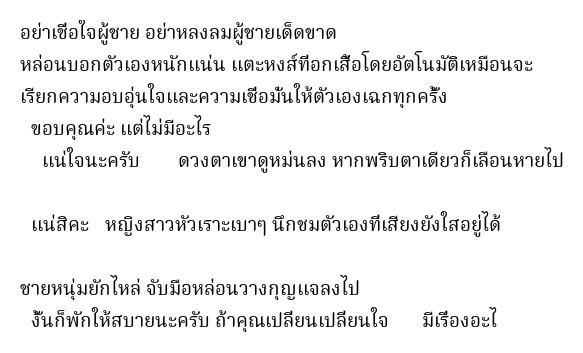 อย่าเชื่อใจผู้ชาย อย่าหลงลมผู้ชายเด็ดขาด
หล่อนบอกตัวเองหนักแน่น แตะหงส์ที่อกเสื้อโดยอัตโนมัติเหมือนจะ
เรียกความอบอุ่นใจและความเชื่อมั่นให้ตัวเองเฉกทุกครั้ง
ขอบคุณค่ะ แต่ไม่มีอะไร
แน่ใจนะครับ ดวงตาเขาดูหม่นลง หากพริบตาเดียวก็เลือนหายไป
แน่สิคะ หญิงสาวหัวเราะเบาๆ นึกชมตัวเองที่เสียงยังใสอยู่ได้
ชายหนุ่มยักไหล่ จับมือหล่อนวางกุญแจลงไป
งั้นก็พักให้สบายนะครับ ถ้าคุณเปลี่ยนเปลี่ยนใจ มีเรื่องอะไ